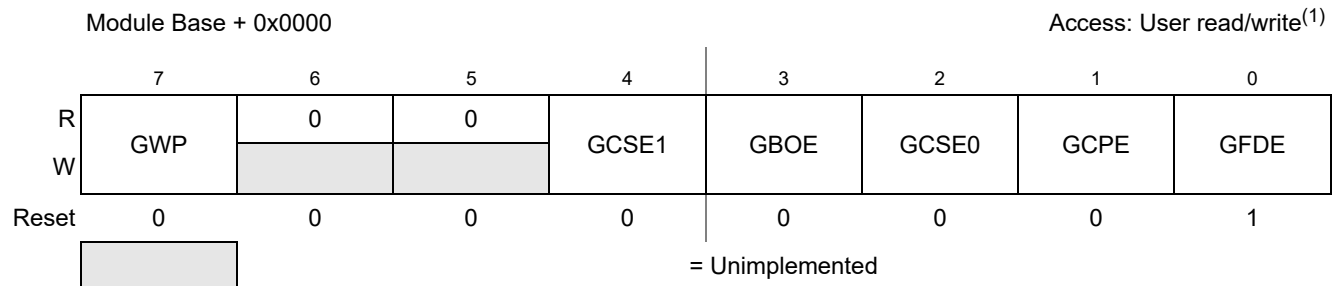 Module Base + 0x0000 Access: User read/write(1)
7 6 5 4 3 2 1 0
R GWP 0 0 GCSE1 GBOE GCSE0 GCPE GFDE
W
Reset 0 0 0 0 0 0 0 1
= Unimplemented